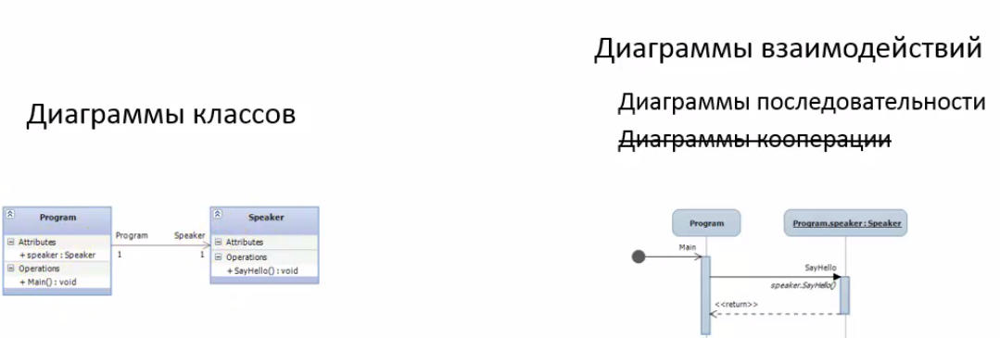 Диаграммы взаимодействий
Диаграммы классов
Диаграммы последовательности
Диаграммы кооперации
Program
Attributes
+ speaker : Speaker
Operations
+ Main() : void
Program
Speaker
1
1
Speaker
Attributes
Operations
+ SayHello() : void
Program
Program.speaker : Speaker
Main
SayHello
speaker.SayHello()
<<return>>